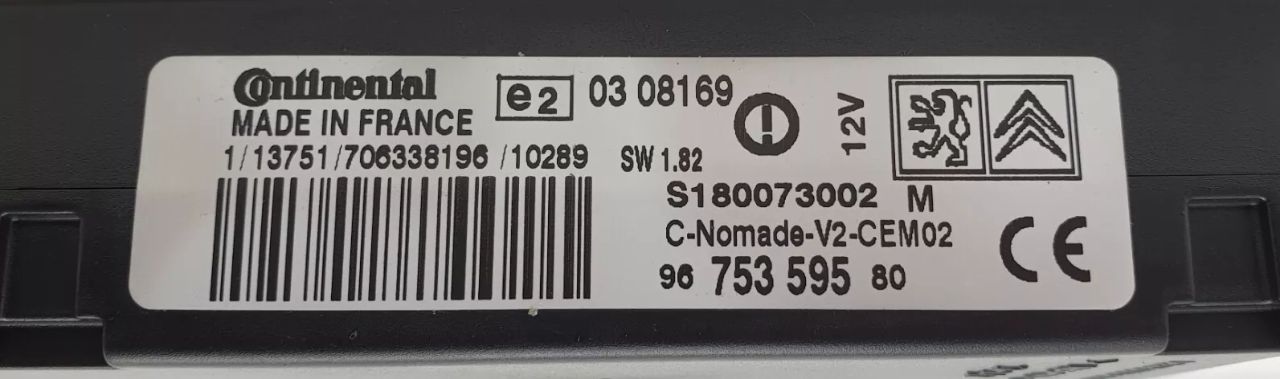 Continental
MADE IN FRANCE
e2 03 08169
12V
1/13751/706338196 /10289
SW 1.82
S180073002 M
C-Nomade-V2-CEM02
96 753 595 80
CE